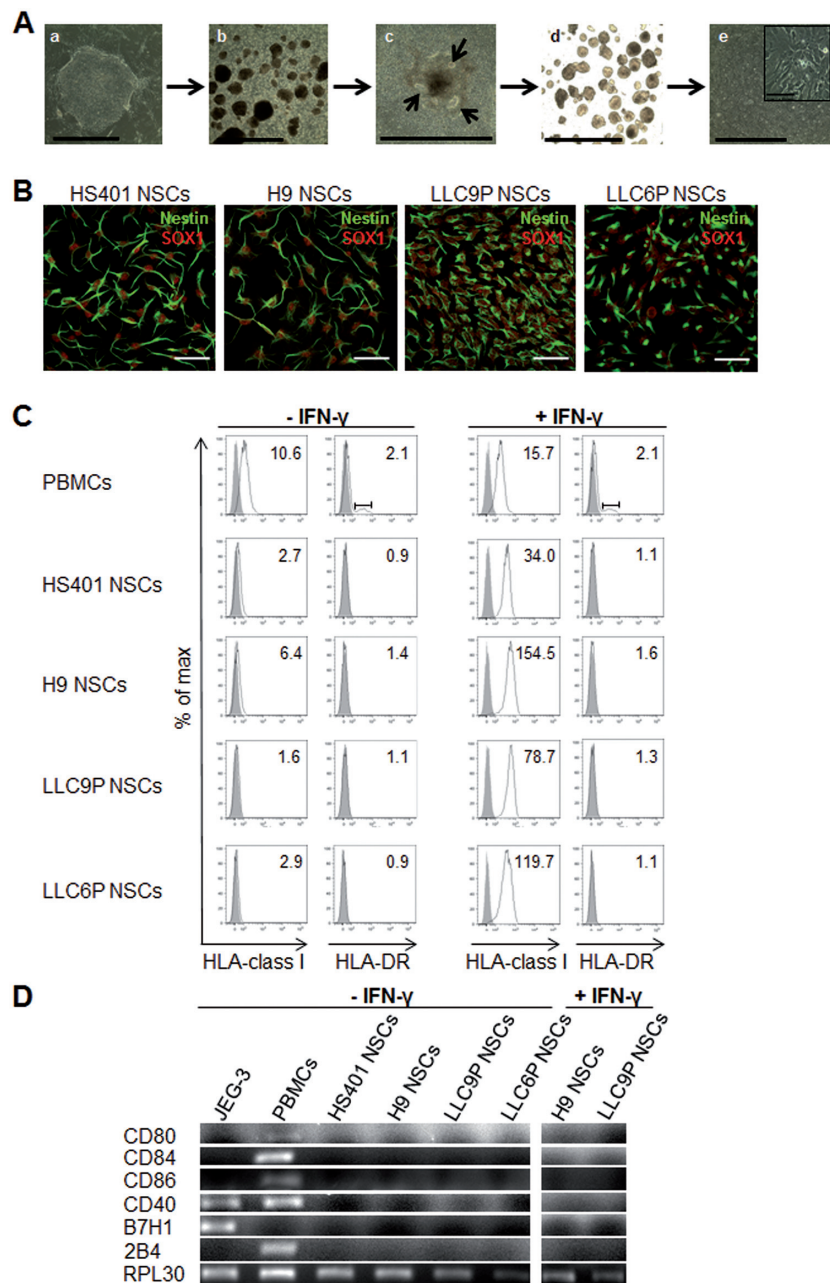 A
a
b
c
d
e
B
HS401 NSCs
H9 NSCs
LLC9P NSCs
LLC6P NSCs
Nestin
SOX1
Nestin
SOX1
Nestin
SOX1
Nestin
SOX1
C
- IFN-γ
+ IFN-γ
PBMCs
10.6
2.1
15.7
2.1
HS401 NSCs
2.7
0.9
34.0
1.1
H9 NSCs
6.4
1.4
154.5
1.6
LLC9P NSCs
1.6
1.1
78.7
1.3
LLC6P NSCs
2.9
0.9
119.7
1.1
% of max
HLA-class I
HLA-DR
HLA-class I
HLA-DR
D
- IFN-γ
+ IFN-γ
JEG-3
PBMCs
HS401 NSCs
H9 NSCs
LLC9P NSCs
LLC6P NSCs
H9 NSCs
LLC9P NSCs
CD80
CD84
CD86
CD40
B7H1
2B4
RPL30